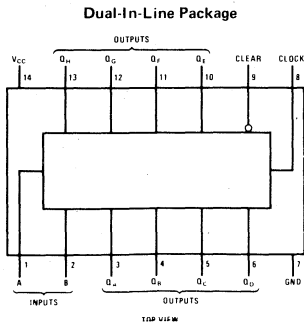 Dual-In-Line Package
OUTPUTS
VCC QH QG QF QE CLEAR CLOCK
14 13 12 11 10 9 8
1 2 3 4 5 6 7
A B QA QB QC QD GND
INPUTS OUTPUTS
TOP VIEW